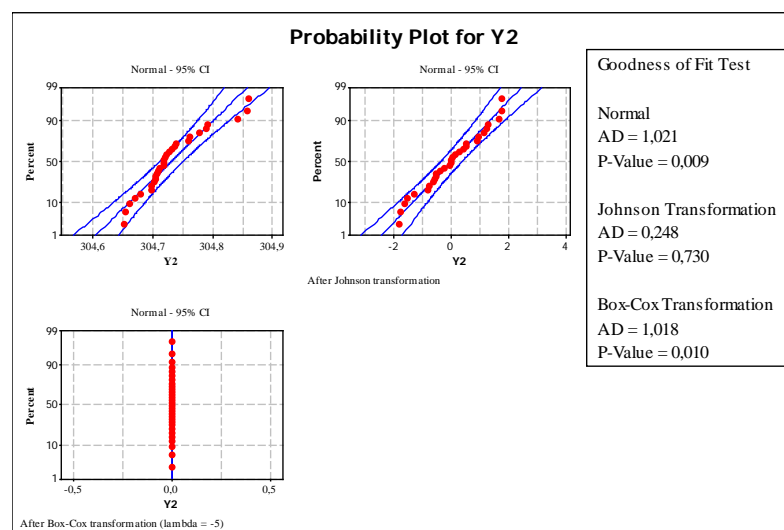 Probability Plot for Y2
Normal - 95% CI
99
90
50
10
1
Percent
304,6 304,7 304,8 304,9
Y2
Normal - 95% CI
99
90
50
10
1
Percent
-2 0 2 4
Y2
After Johnson transformation
Goodness of Fit Test
Normal
AD = 1,021
P-Value = 0,009
Johnson Transformation
AD = 0,248
P-Value = 0,730
Box-Cox Transformation
AD = 1,018
P-Value = 0,010
Normal - 95% CI
99
90
50
10
1
Percent
-0,5 0,0 0,5
Y2
After Box-Cox transformation (lambda = -5)